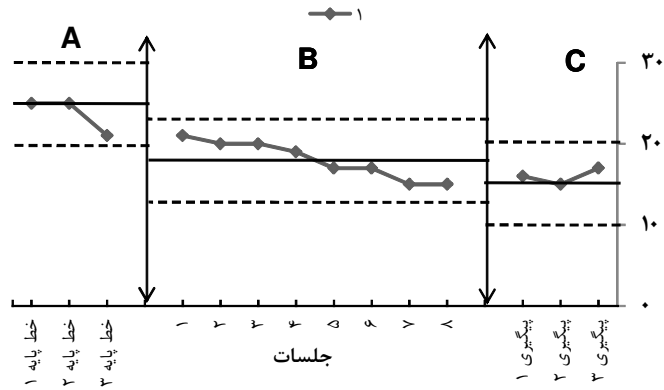 ۱
A
B
C
۳۰
۲۰
۱۰
۰
خط پایه ۱
خط پایه ۲
خط پایه ۳
۱
۲
۳
۴
۵
۶
۷
۸
پیگیری ۱
پیگیری ۲
پیگیری ۳
جلسات